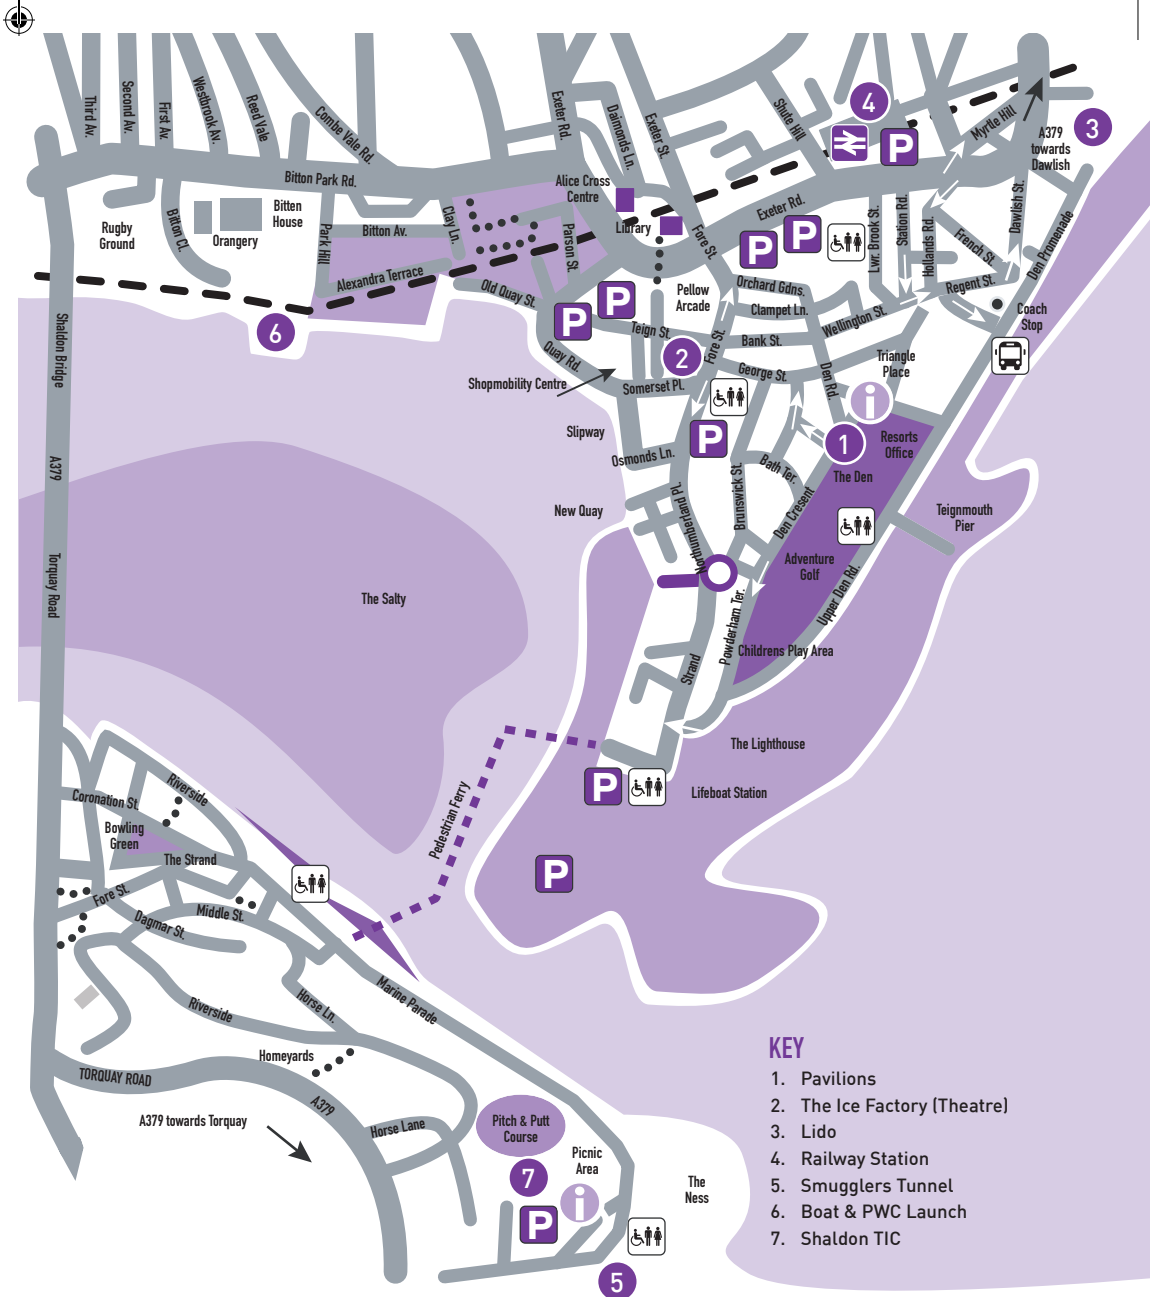 Third Av.
Second Av.
First Av.
Westbrook Av.
Reed Vale
Combe Vale Rd.
Exeter Rd.
Daimonds Ln.
Exeter St.
Shute Hill
4
P
Myrtle Hill
3
A379
towards
Dawlish
Bitton Park Rd.
Alice Cross
Centre
Library
Fore St.
Exeter Rd.
P
P
Lwr. Brook St.
Station Rd.
Hollands Rd.
French St.
Dawlish St.
Den Promenade
Rugby
Ground
Bitton Ct.
Orangery
Bitten
House
Park Hill
Bitton Av.
Clay Ln.
Parson St.
Alexandra Terrace
Old Quay St.
P
P
Pellow
Arcade
Orchard Gdns.
Clampet Ln.
Wellington St.
Regent St.
Coach
Stop
6
Shaldon Bridge
A379
Torquay Road
Teign St.
2
Fore St.
Bank St.
Triangle
Place
Quay Rd.
Shopmobility Centre
Somerset Pl.
George St.
Den Rd.
i
Slipway
P
1
Resorts
Office
Osmonds Ln.
Bath Ter.
The Den
New Quay
Northumberland Pl.
Brunswick St.
Den Cresent
Teignmouth
Pier
Adventure
Golf
Upper Den Rd.
The Salty
Powderham Ter.
Childrens Play Area
Strand
The Lighthouse
P
Lifeboat Station
Pedestrian Ferry
P
Riverside
Coronation St.
Bowling
Green
The Strand
Fore St.
Dagmar St.
Middle St.
Marine Parade
Riverside
Horse Ln.
Homeyards
TORQUAY ROAD
A379
A379 towards Torquay
Horse Lane
Pitch & Putt
Course
7
Picnic
Area
i
P
The
Ness
5
KEY
1. Pavilions
2. The Ice Factory (Theatre)
3. Lido
4. Railway Station
5. Smugglers Tunnel
6. Boat & PWC Launch
7. Shaldon TIC